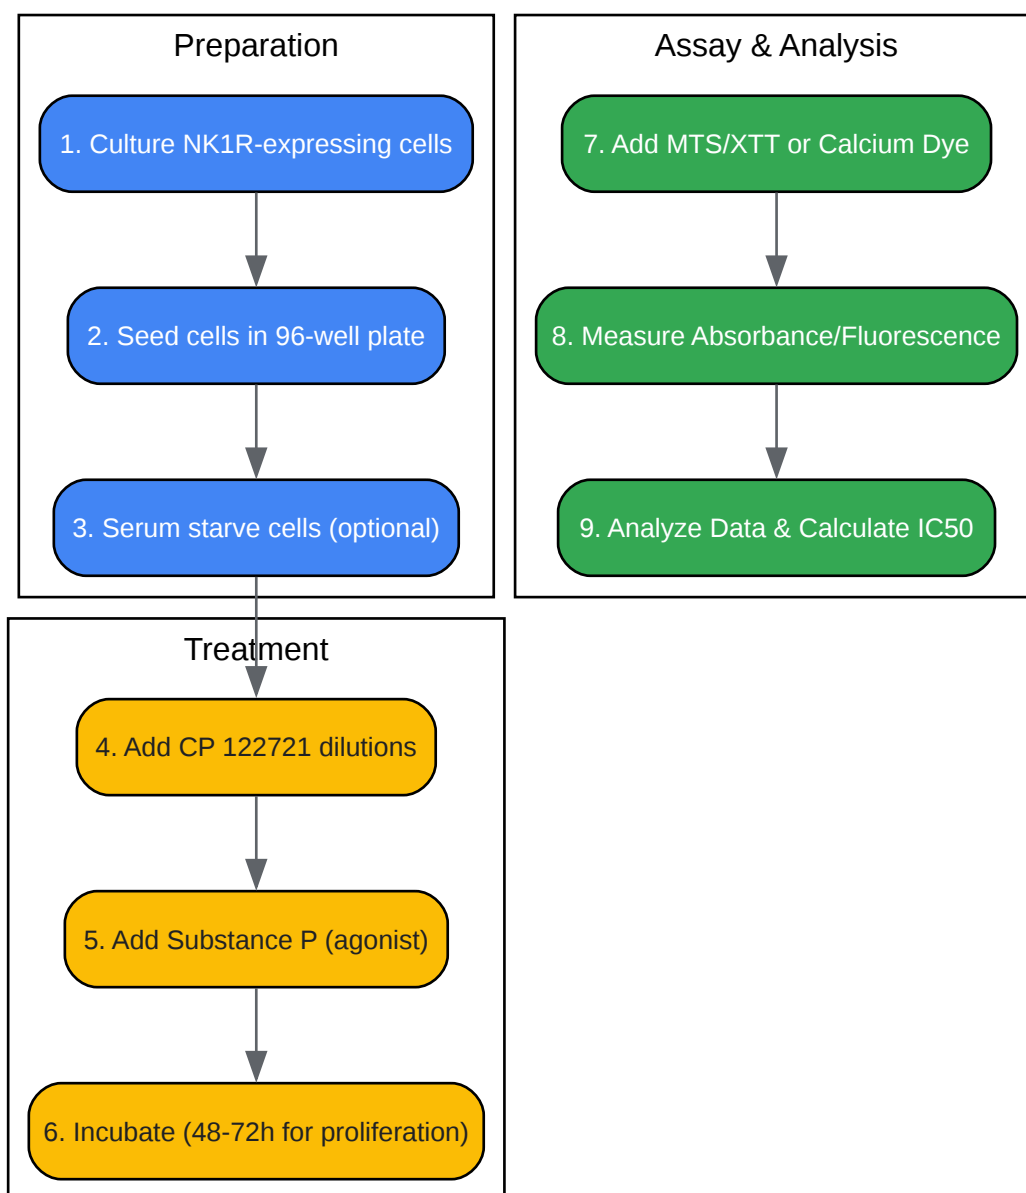 Preparation
1. Culture NK1R-expressing cells
2. Seed cells in 96-well plate
3. Serum starve cells (optional)
Treatment
4. Add CP 122721 dilutions
5. Add Substance P (agonist)
6. Incubate (48-72h for proliferation)
Assay & Analysis
7. Add MTS/XTT or Calcium Dye
8. Measure Absorbance/Fluorescence
9. Analyze Data & Calculate IC50